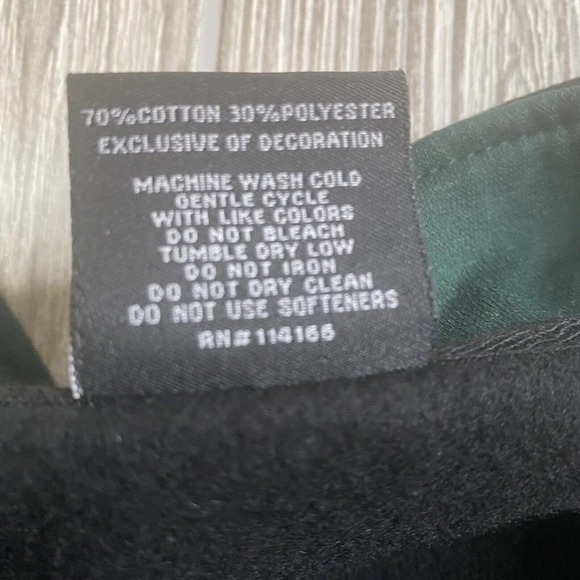 70%COTTON 30%POLYESTER
EXCLUSIVE OF DECORATION
MACHINE WASH COLD
GENTLE CYCLE
WITH LIKE COLORS
DO NOT BLEACH
TUMBLE DRY LOW
DO NOT IRON
DO NOT DRY CLEAN
DO NOT USE SOFTENERS
RN#114166